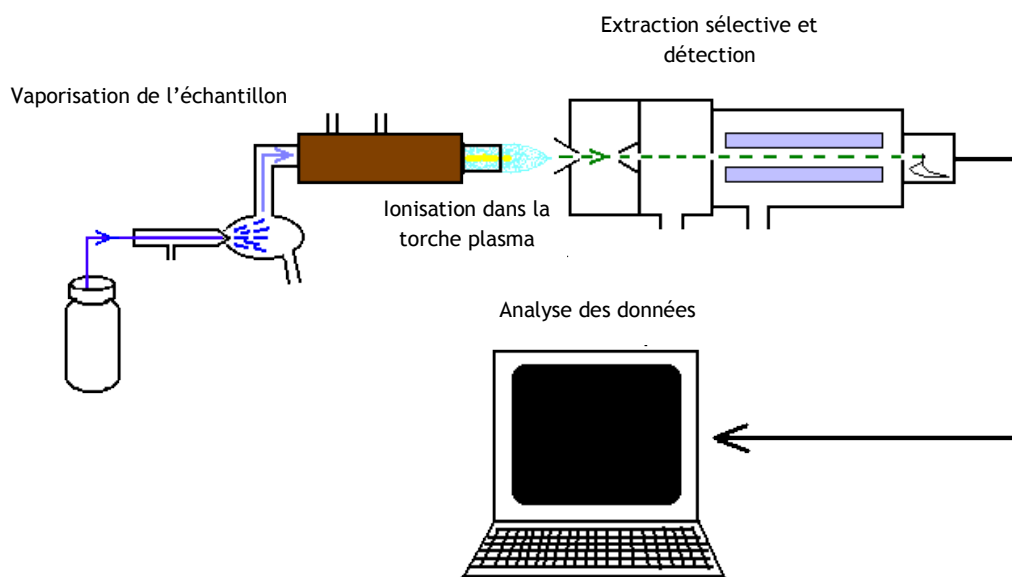 Extraction sélective et
détection
Vaporisation de l’échantillon
Ionisation dans la
torche plasma
Analyse des données